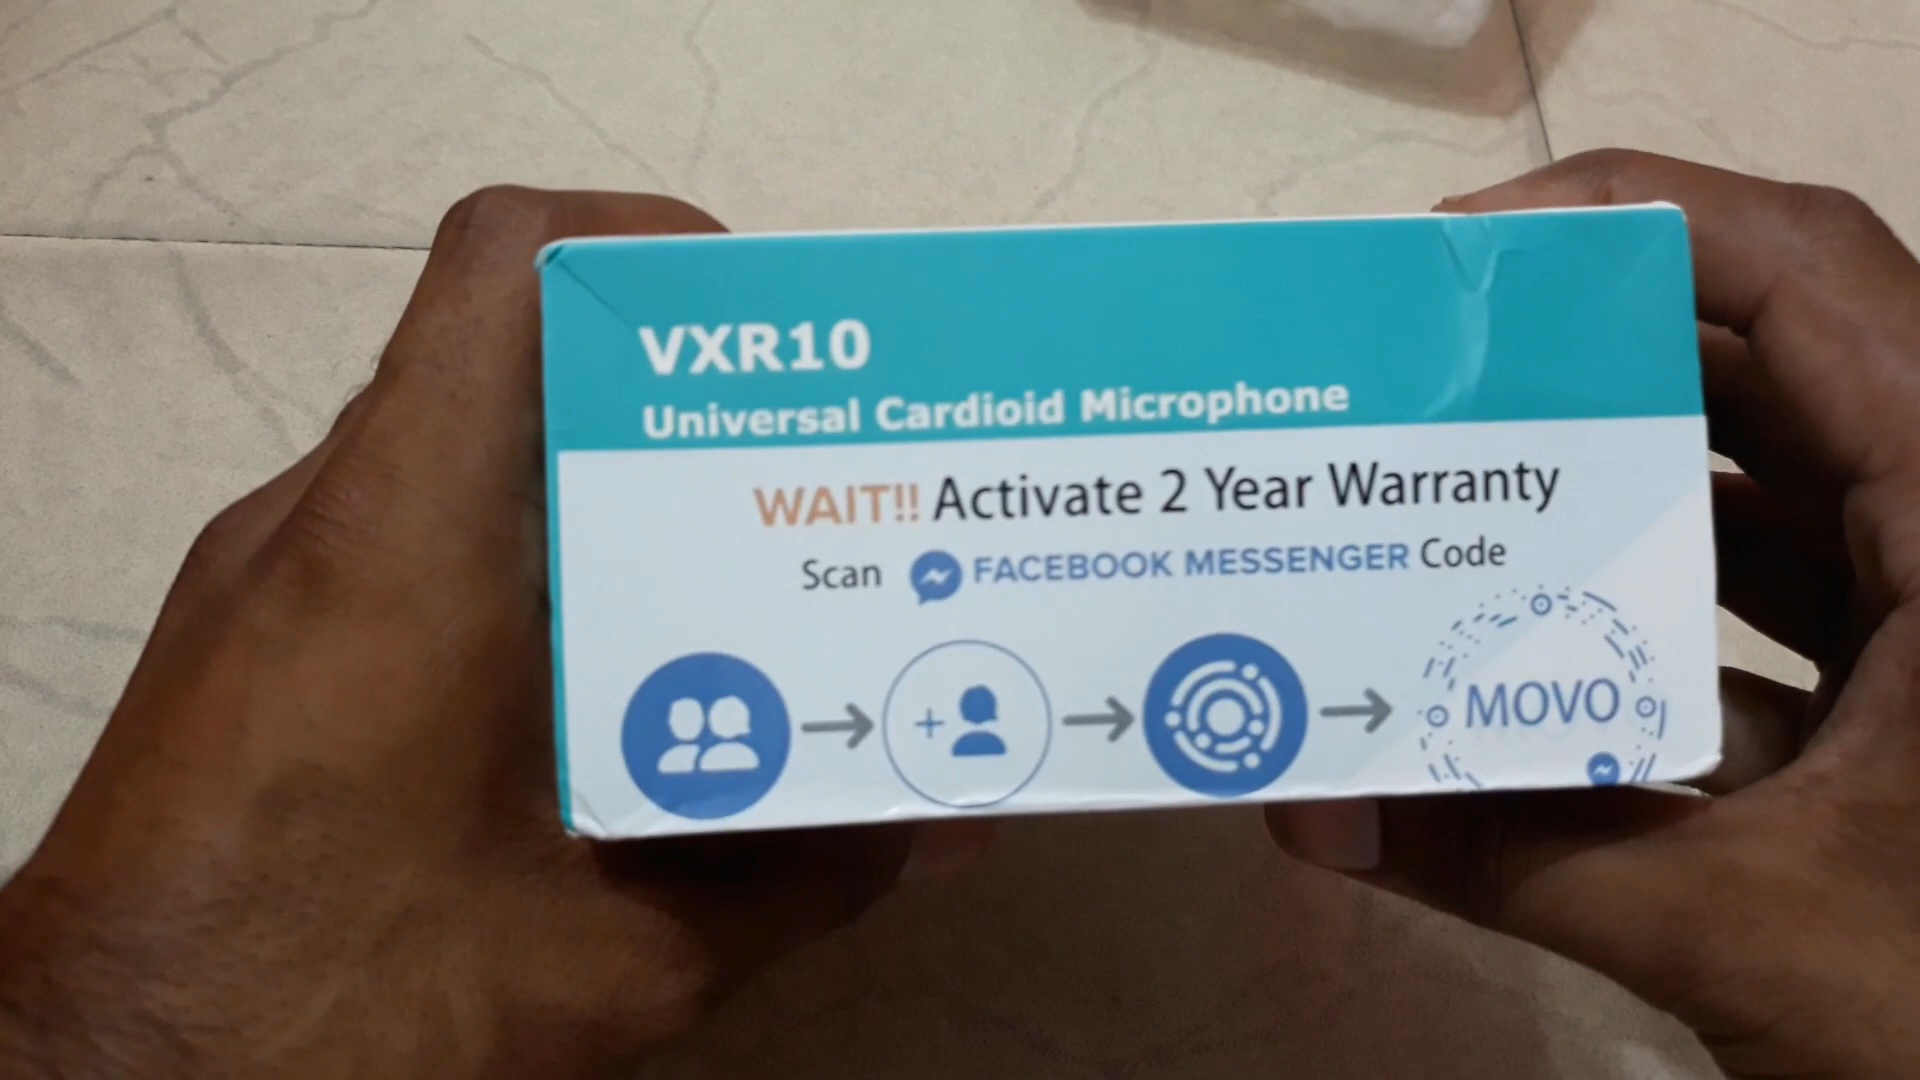 VXR10
Universal Cardioid Microphone
WAIT!! Activate 2 Year Warranty
Scan FACEBOOK MESSENGER Code
MOVO